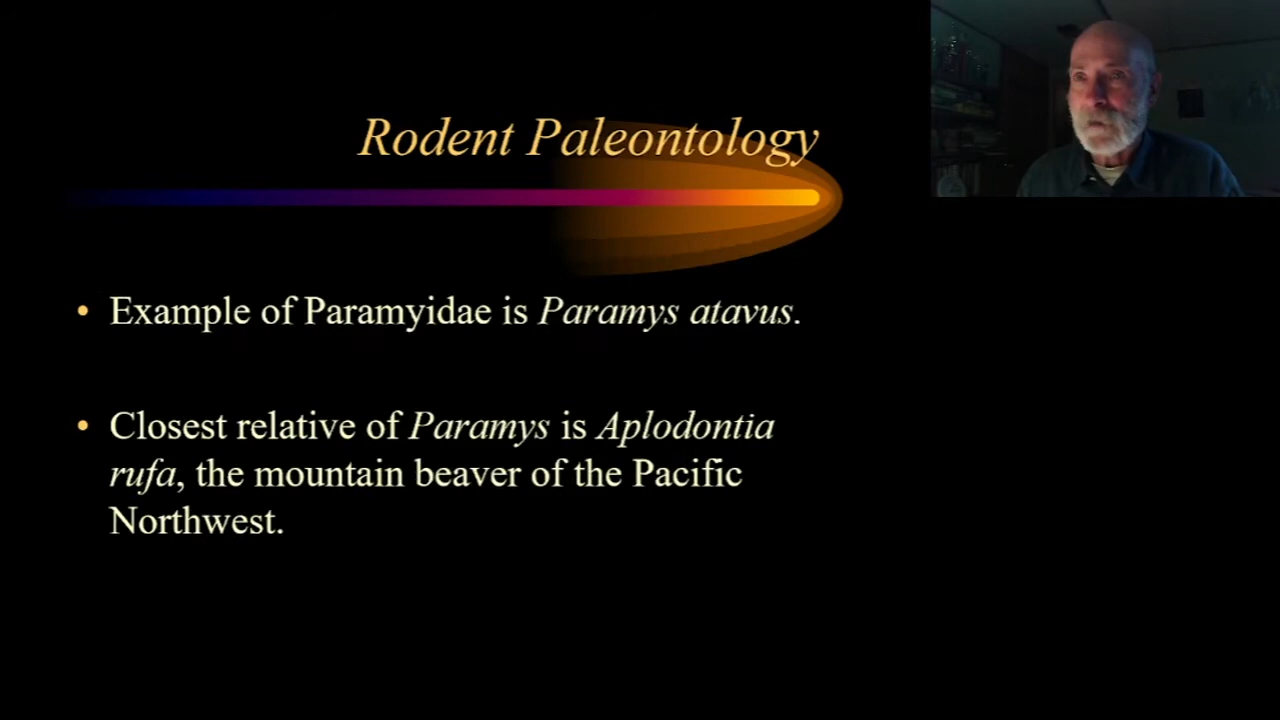 Rodent Paleontology
• Example of Paramyidae is Paramys atavus.
• Closest relative of Paramys is Aplodontia
rufa, the mountain beaver of the Pacific
Northwest.